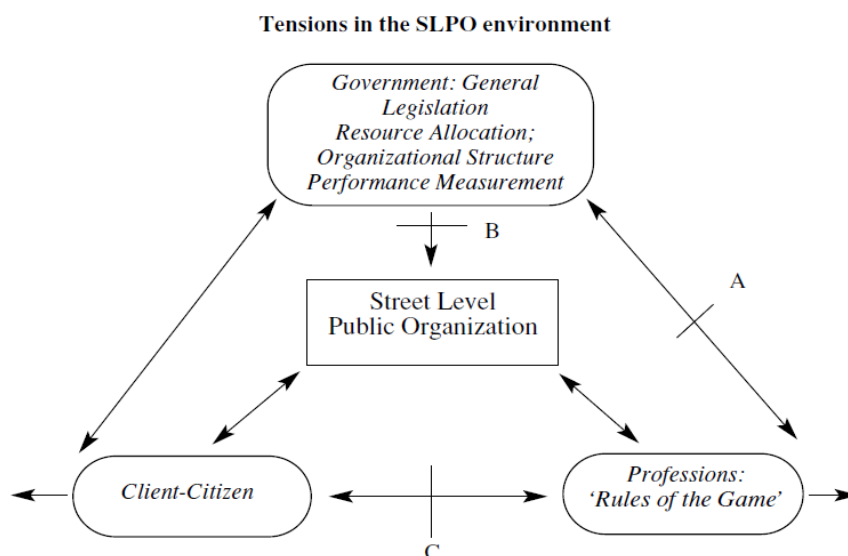 Tensions in the SLPO environment
Government: General
Legislation
Resource Allocation;
Organizational Structure
Performance Measurement
B
A
Street Level
Public Organization
Client-Citizen
Professions:
‘Rules of the Game’
C